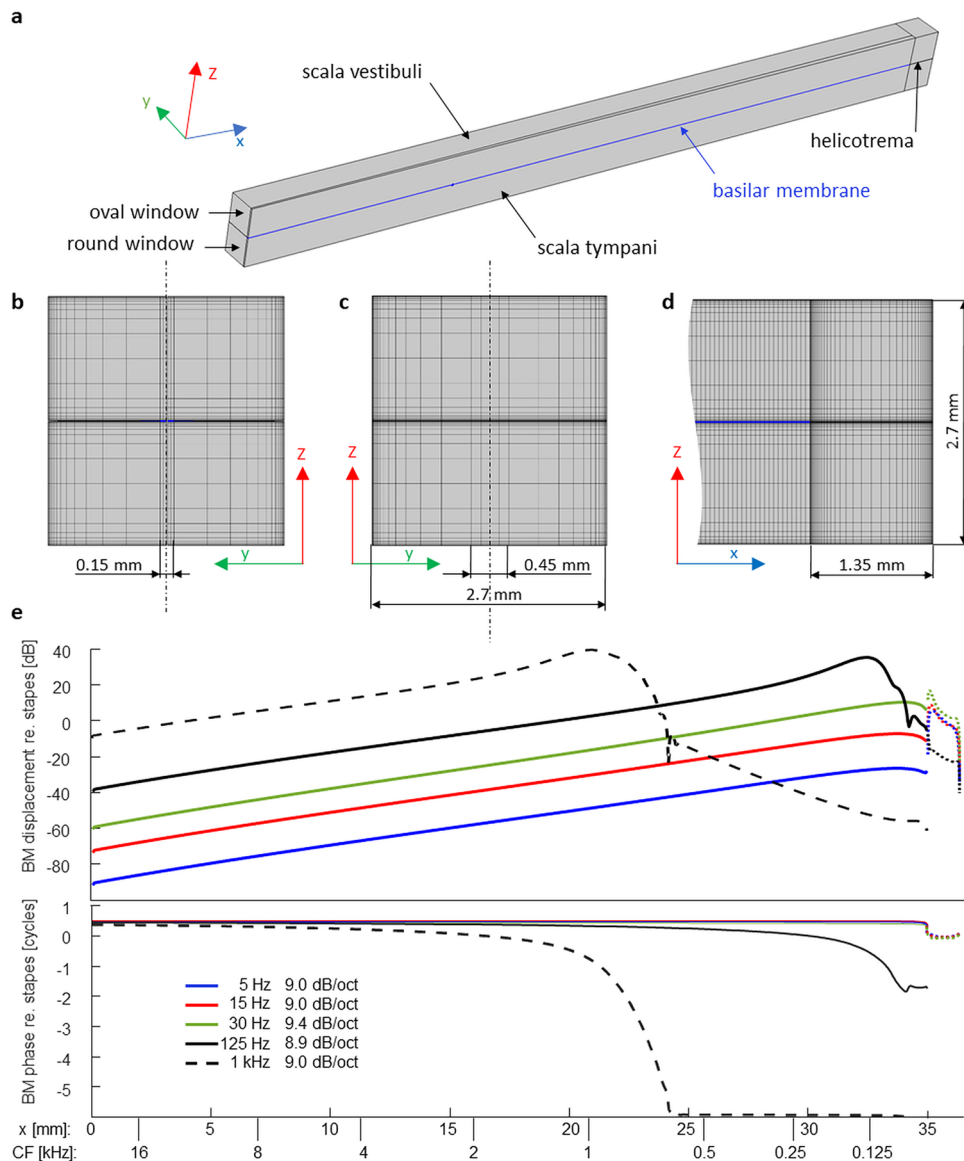 a
z
y
x
scala vestibuli
helicotrema
basilar membrane
oval window
round window
scala tympani
b
c
d
z
y
0.15 mm
z
y
0.45 mm
2.7 mm
z
x
1.35 mm
2.7 mm
e
BM displacement re. stapes [dB]
40
20
0
-20
-40
-60
-80
BM phase re. stapes [cycles]
1
0
-1
-2
-3
-4
-5
5 Hz 9.0 dB/oct
15 Hz 9.0 dB/oct
30 Hz 9.4 dB/oct
125 Hz 8.9 dB/oct
1 kHz 9.0 dB/oct
x [mm]: 0 5 10 15 20 25 30 35
CF [kHz]: 16 8 4 2 1 0.5 0.25 0.125